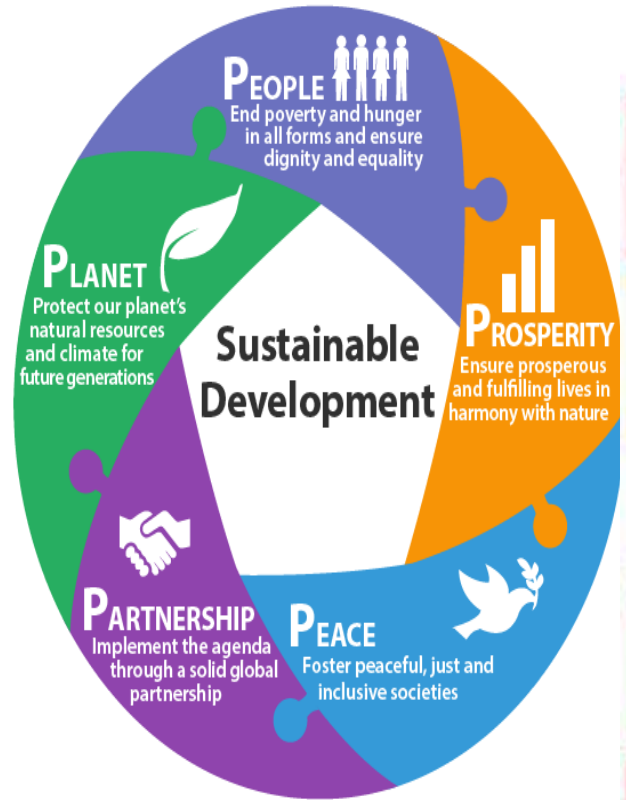 PEOPLE
End poverty and hunger
in all forms and ensure
dignity and equality
PROSPERITY
Ensure prosperous
and fulfilling lives in
harmony with nature
PEACE
Foster peaceful, just and
inclusive societies
PARTNERSHIP
Implement the agenda
through a solid global
partnership
PLANET
Protect our planet's
natural resources
and climate for
future generations
Sustainable
Development